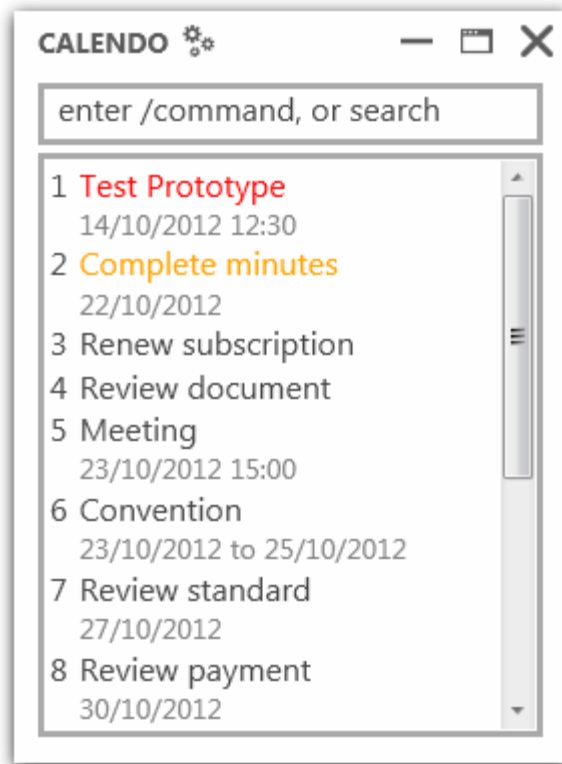 CALENDO
enter /command, or search
1 Test Prototype
14/10/2012 12:30
2 Complete minutes
22/10/2012
3 Renew subscription
4 Review document
5 Meeting
23/10/2012 15:00
6 Convention
23/10/2012 to 25/10/2012
7 Review standard
27/10/2012
8 Review payment
30/10/2012